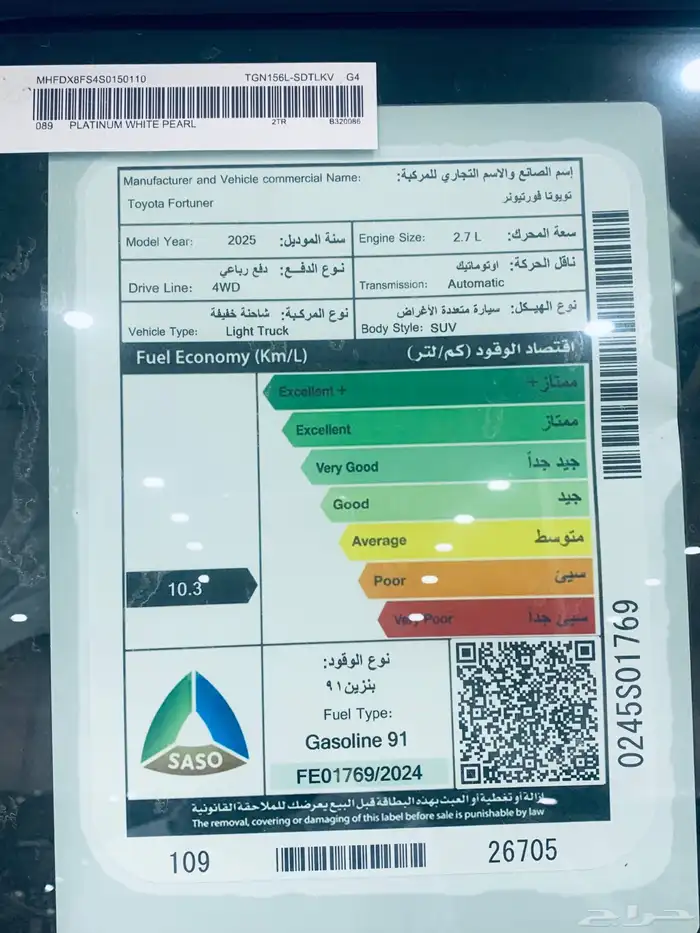 MHFDX8FS4S0150110 TGN156L-SDTLKV G4
089 PLATINUM WHITE PEARL 2TR B320086
إسم الصانع والاسم التجاري للمركبة:
Manufacturer and Vehicle commercial Name:
تويوتا فورتيونر
Toyota Fortuner
Model Year: 2025 سنة الموديل:
Engine Size: 2.7 L سعة المحرك:
نوع الدفع: دفع رباعي
Drive Line: 4WD
ناقل الحركة: اوتوماتيك
Transmission: Automatic
نوع المركبة: شاحنة خفيفة
Vehicle Type: Light Truck
نوع الهيكل: سيارة متعددة الأغراض
Body Style: SUV
Fuel Economy (Km/L) اقتصاد الوقود (كم/لتر)
Excellent + ممتاز+
Excellent ممتاز
Very Good جيد جداً
Good جيد
Average متوسط
Poor سيئ
Very Poor سيئ جداً
10.3
SASO
نوع الوقود:
بنزين ٩١
Fuel Type:
Gasoline 91
FE01769/2024
إزالة أو تغطية أو العبث بهذه البطاقة قبل البيع يعرضك للملاحقة القانونية
The removal, covering or damaging of this label before sale is punishable by law
109 26705
0245S01769
حراج